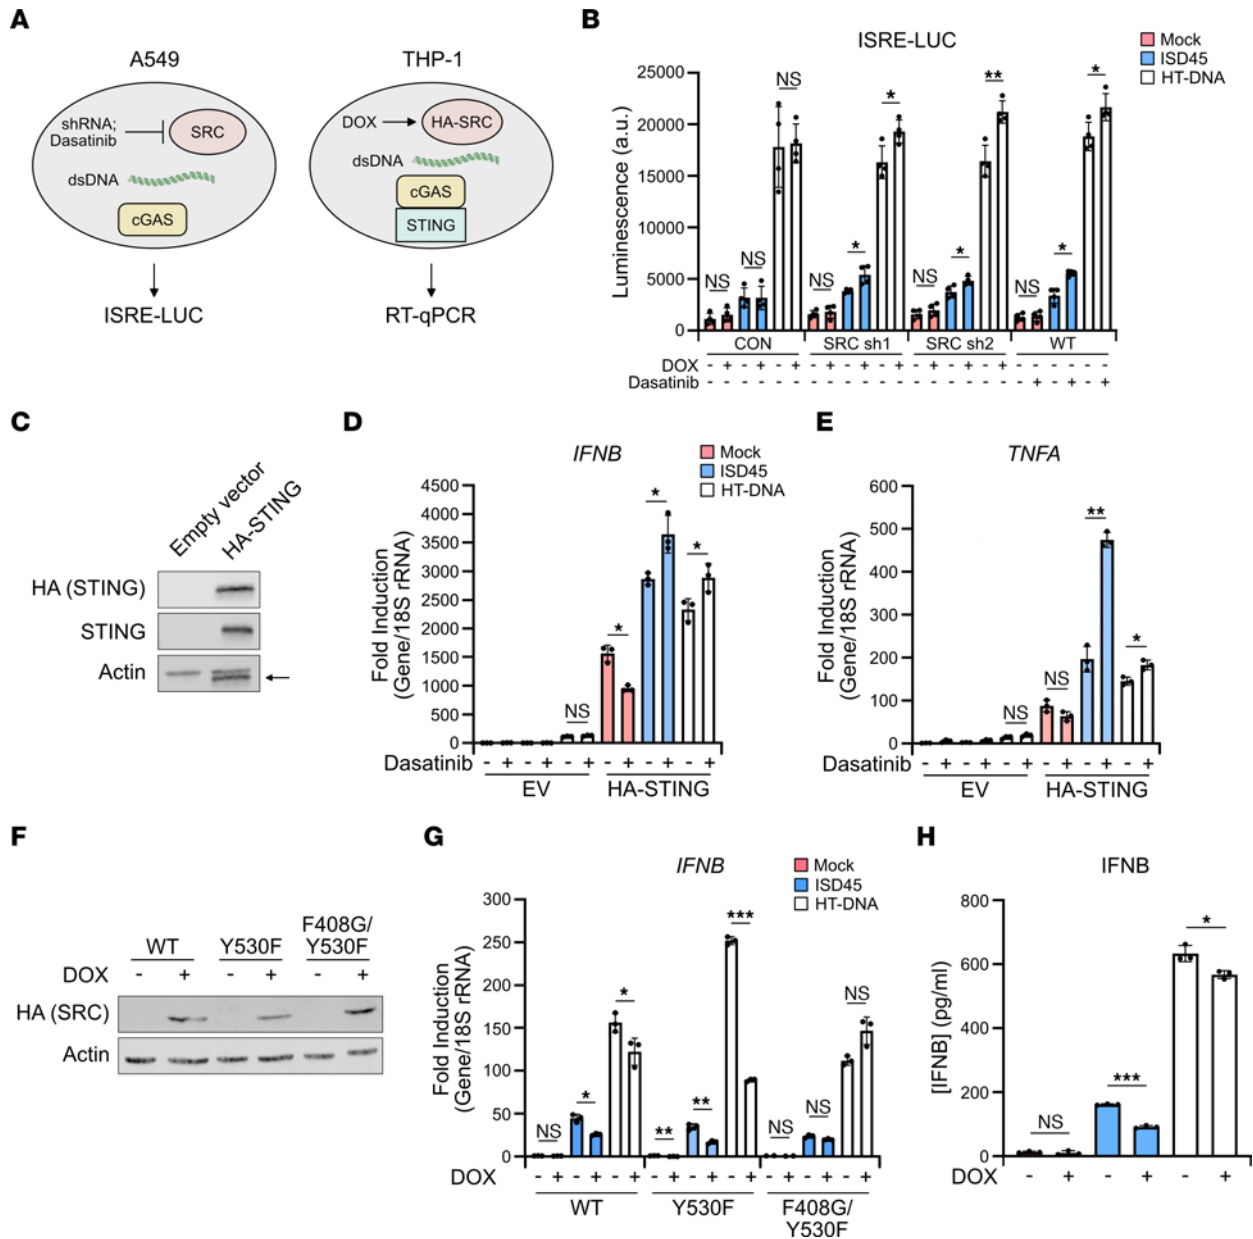 A
A549
shRNA;
Dasatinib
SRC
dsDNA
cGAS
ISRE-LUC
THP-1
DOX
HA-SRC
dsDNA
cGAS
STING
RT-qPCR
B
ISRE-LUC
Mock
ISD45
HT-DNA
Luminescence (a.u.)
25000
20000
15000
10000
5000
0
NS NS NS NS * * NS * ** NS * *
CON SRC sh1 SRC sh2 WT
DOX - + - + - + - + - + - + - + - + - + - - - - - -
Dasatinib - - - - - - - - - - - - - - - - - - - + - + - +
C
Empty vector
HA-STING
HA (STING)
STING
Actin
D
IFNB
Mock
ISD45
HT-DNA
Fold Induction
(Gene/18S rRNA)
4500
4000
3500
3000
2500
2000
1500
1000
500
0
NS * * *
Dasatinib - + - + - + - + - + - +
EV HA-STING
E
TNFA
Fold Induction
(Gene/18S rRNA)
600
500
400
300
200
100
0
NS NS ** *
Dasatinib - + - + - + - + - + - +
EV HA-STING
F
WT Y530F F408G/
Y530F
DOX - + - + - +
HA (SRC)
Actin
G
IFNB
Mock
ISD45
HT-DNA
Fold Induction
(Gene/18S rRNA)
300
250
200
150
100
50
0
NS * * ** ** *** NS NS NS
DOX - + - + - + - + - + - + - + - + - +
WT Y530F F408G/
Y530F
H
IFNB
[IFNB] (pg/ml)
800
600
400
200
0
NS *** *
DOX - + - + - +